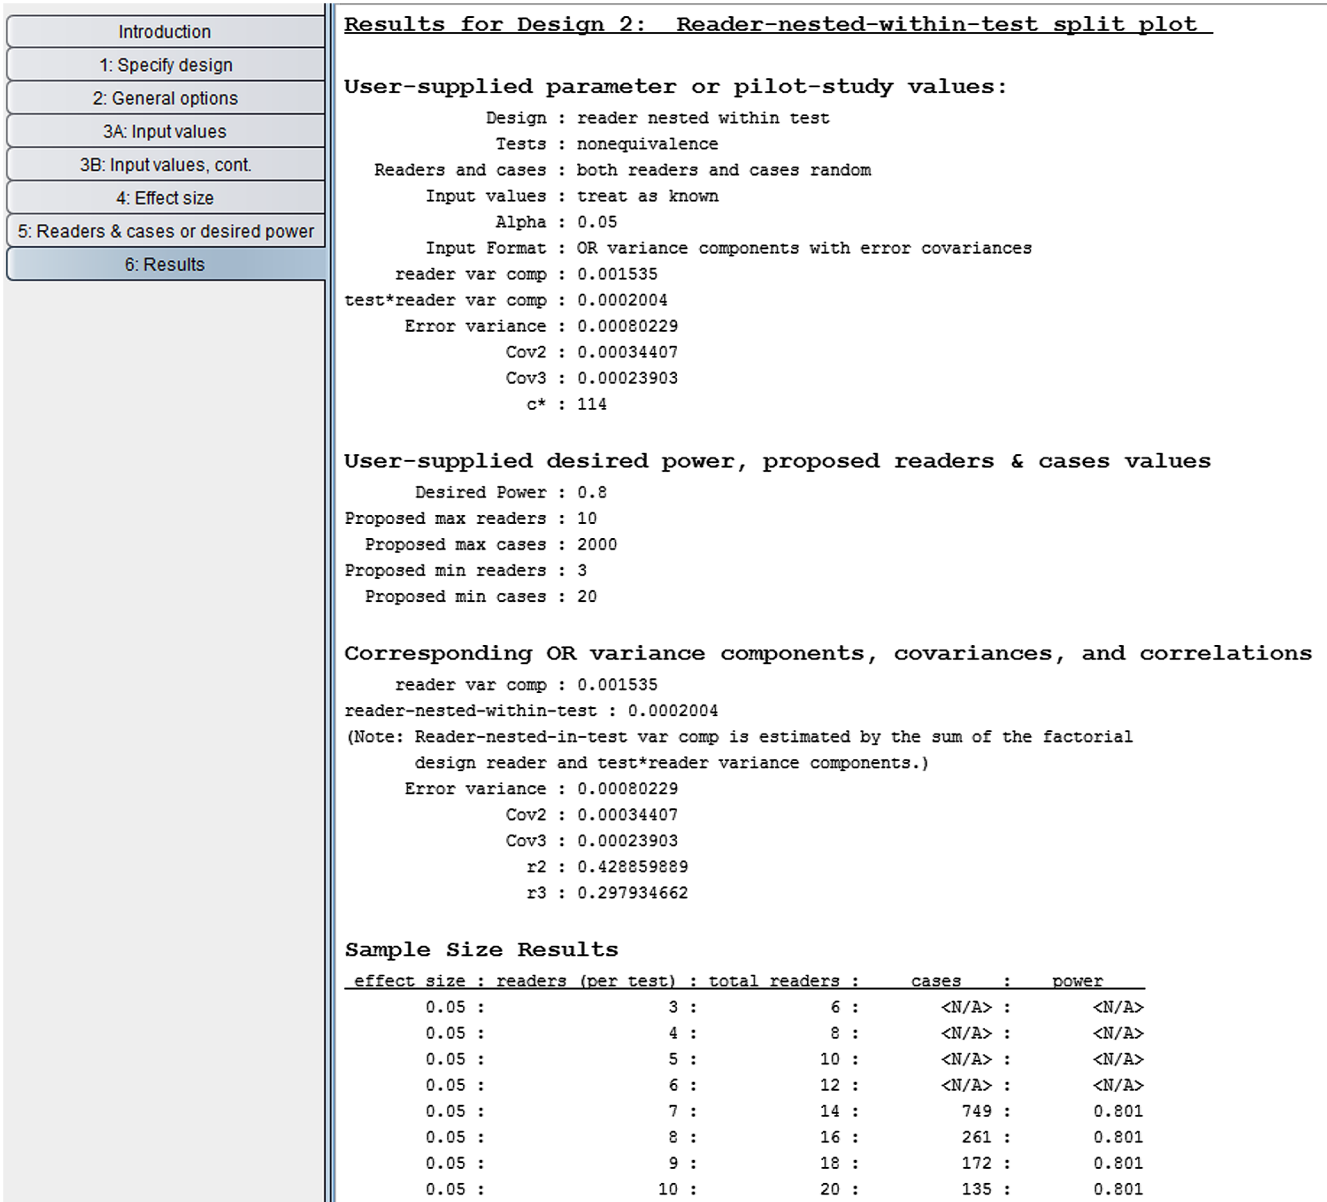 Introduction
1: Specify design
2: General options
3A: Input values
3B: Input values, cont.
4: Effect size
5: Readers & cases or desired power
6: Results
Results for Design 2:  Reader-nested-within-test split plot
User-supplied parameter or pilot-study values:
Design : reader nested within test
Tests : nonequivalence
Readers and cases : both readers and cases random
Input values : treat as known
Alpha : 0.05
Input Format : OR variance components with error covariances
reader var comp : 0.001535
test*reader var comp : 0.0002004
Error variance : 0.00080229
Cov2 : 0.00034407
Cov3 : 0.00023903
c* : 114
User-supplied desired power, proposed readers & cases values
Desired Power : 0.8
Proposed max readers : 10
Proposed max cases : 2000
Proposed min readers : 3
Proposed min cases : 20
Corresponding OR variance components, covariances, and correlations
reader var comp : 0.001535
reader-nested-within-test : 0.0002004
(Note: Reader-nested-in-test var comp is estimated by the sum of the factorial
design reader and test*reader variance components.)
Error variance : 0.00080229
Cov2 : 0.00034407
Cov3 : 0.00023903
r2 : 0.428859889
r3 : 0.297934662
Sample Size Results
effect size : readers (per test) : total readers : cases : power
0.05 : 3 : 6 : <N/A> : <N/A>
0.05 : 4 : 8 : <N/A> : <N/A>
0.05 : 5 : 10 : <N/A> : <N/A>
0.05 : 6 : 12 : <N/A> : <N/A>
0.05 : 7 : 14 : 749 : 0.801
0.05 : 8 : 16 : 261 : 0.801
0.05 : 9 : 18 : 172 : 0.801
0.05 : 10 : 20 : 135 : 0.801